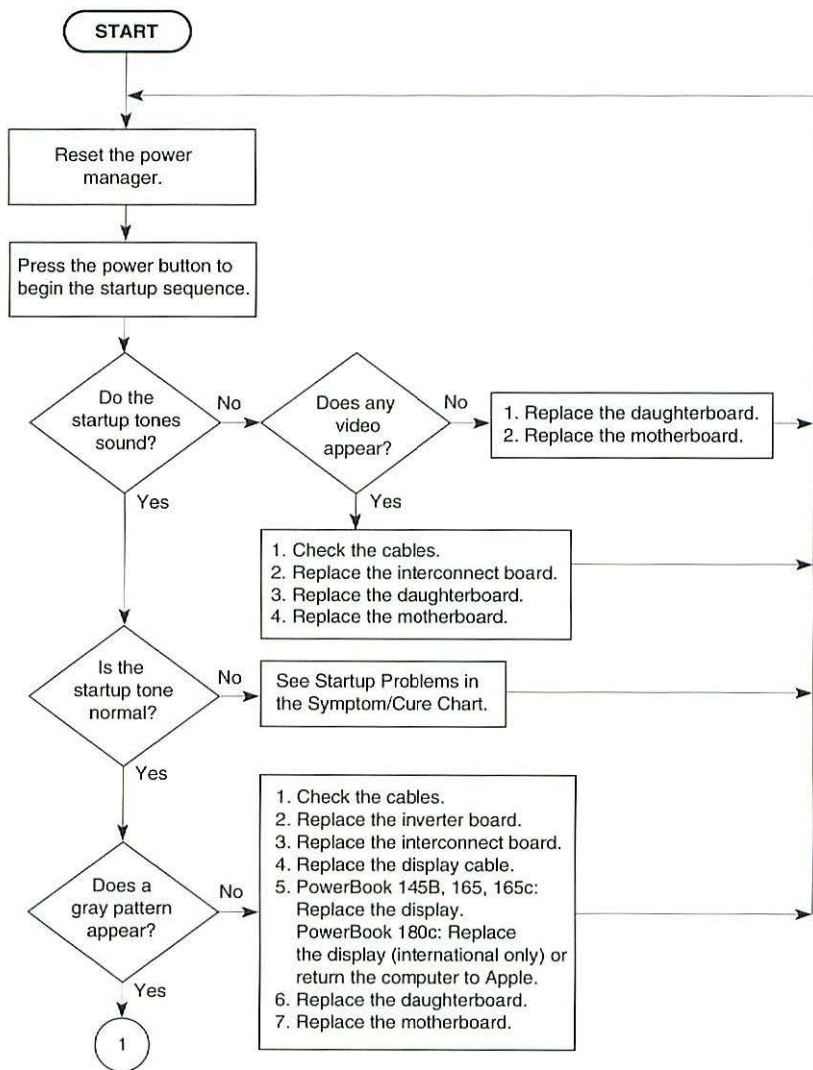 START
Reset the power
manager.
Press the power button to
begin the startup sequence.
Do the
startup tones
sound?
No
Does any
video
appear?
No
1. Replace the daughterboard.
2. Replace the motherboard.
Yes
Yes
1. Check the cables.
2. Replace the interconnect board.
3. Replace the daughterboard.
4. Replace the motherboard.
Is the
startup tone
normal?
No
See Startup Problems in
the Symptom/Cure Chart.
Yes
Does a
gray pattern
appear?
No
1. Check the cables.
2. Replace the inverter board.
3. Replace the interconnect board.
4. Replace the display cable.
5. PowerBook 145B, 165, 165c:
Replace the display.
PowerBook 180c: Replace
the display (international only) or
return the computer to Apple.
6. Replace the daughterboard.
7. Replace the motherboard.
Yes
1